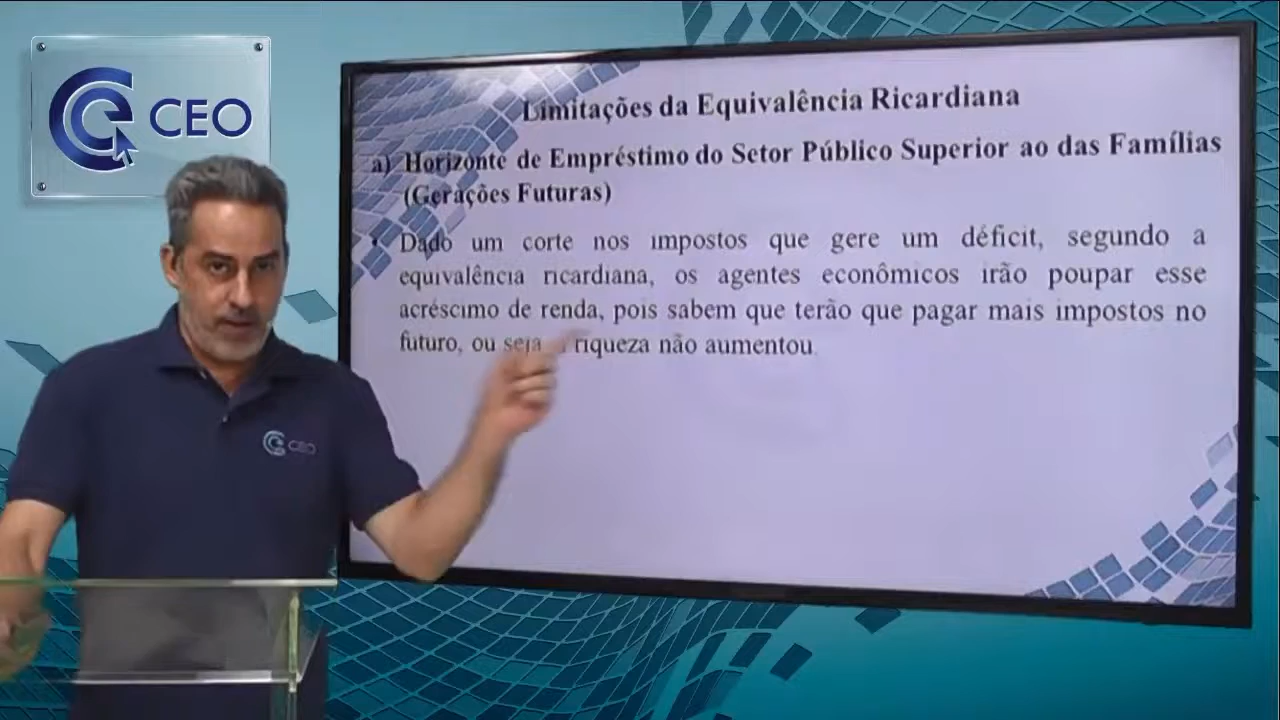 CEO
Limitações da Equivalência Ricardiana
a) Horizonte de Empréstimo do Setor Público Superior ao das Famílias
(Gerações Futuras)
• Dado um corte nos impostos que gere um déficit, segundo a
equivalência ricardiana, os agentes econômicos irão poupar esse
acréscimo de renda, pois sabem que terão que pagar mais impostos no
futuro, ou seja riqueza não aumentou.
CEO